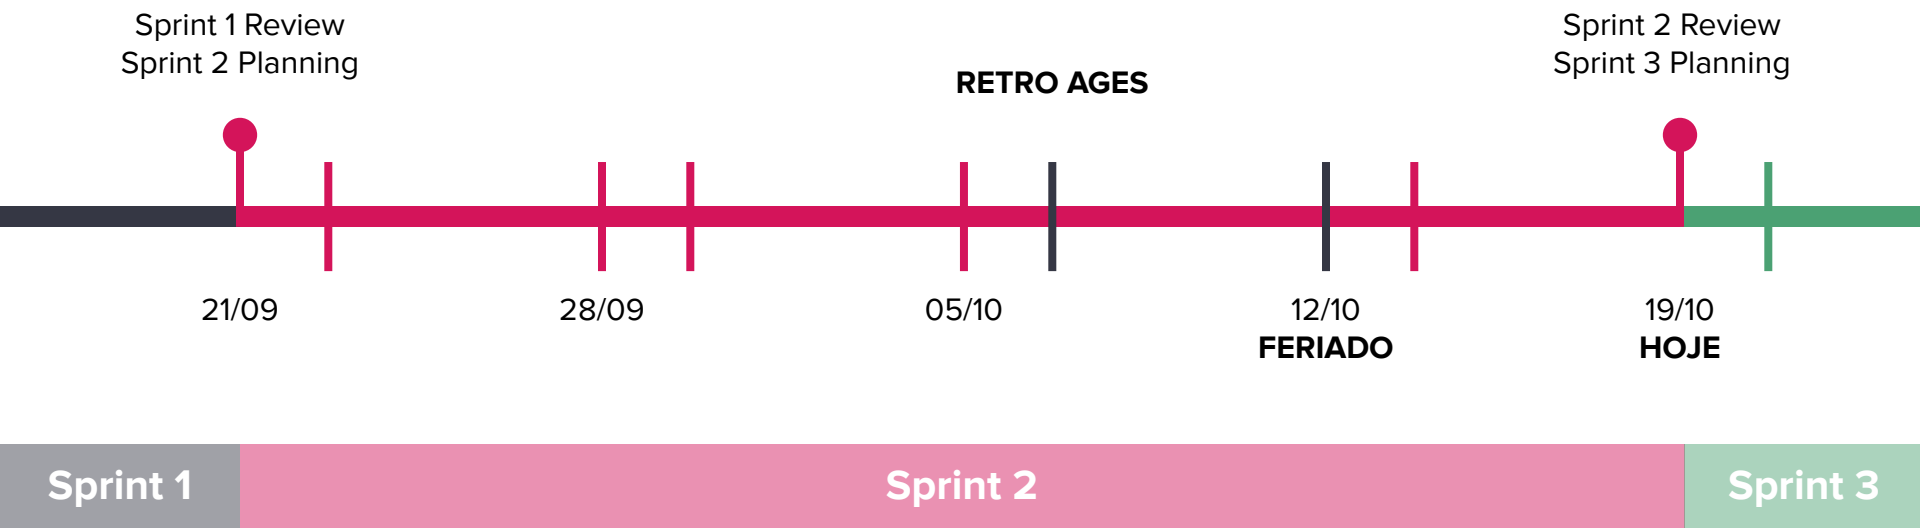 Sprint 1 Review
Sprint 2 Planning
RETRO AGES
Sprint 2 Review
Sprint 3 Planning
21/09
28/09
05/10
12/10
FERIADO
19/10
HOJE
Sprint 1
Sprint 2
Sprint 3